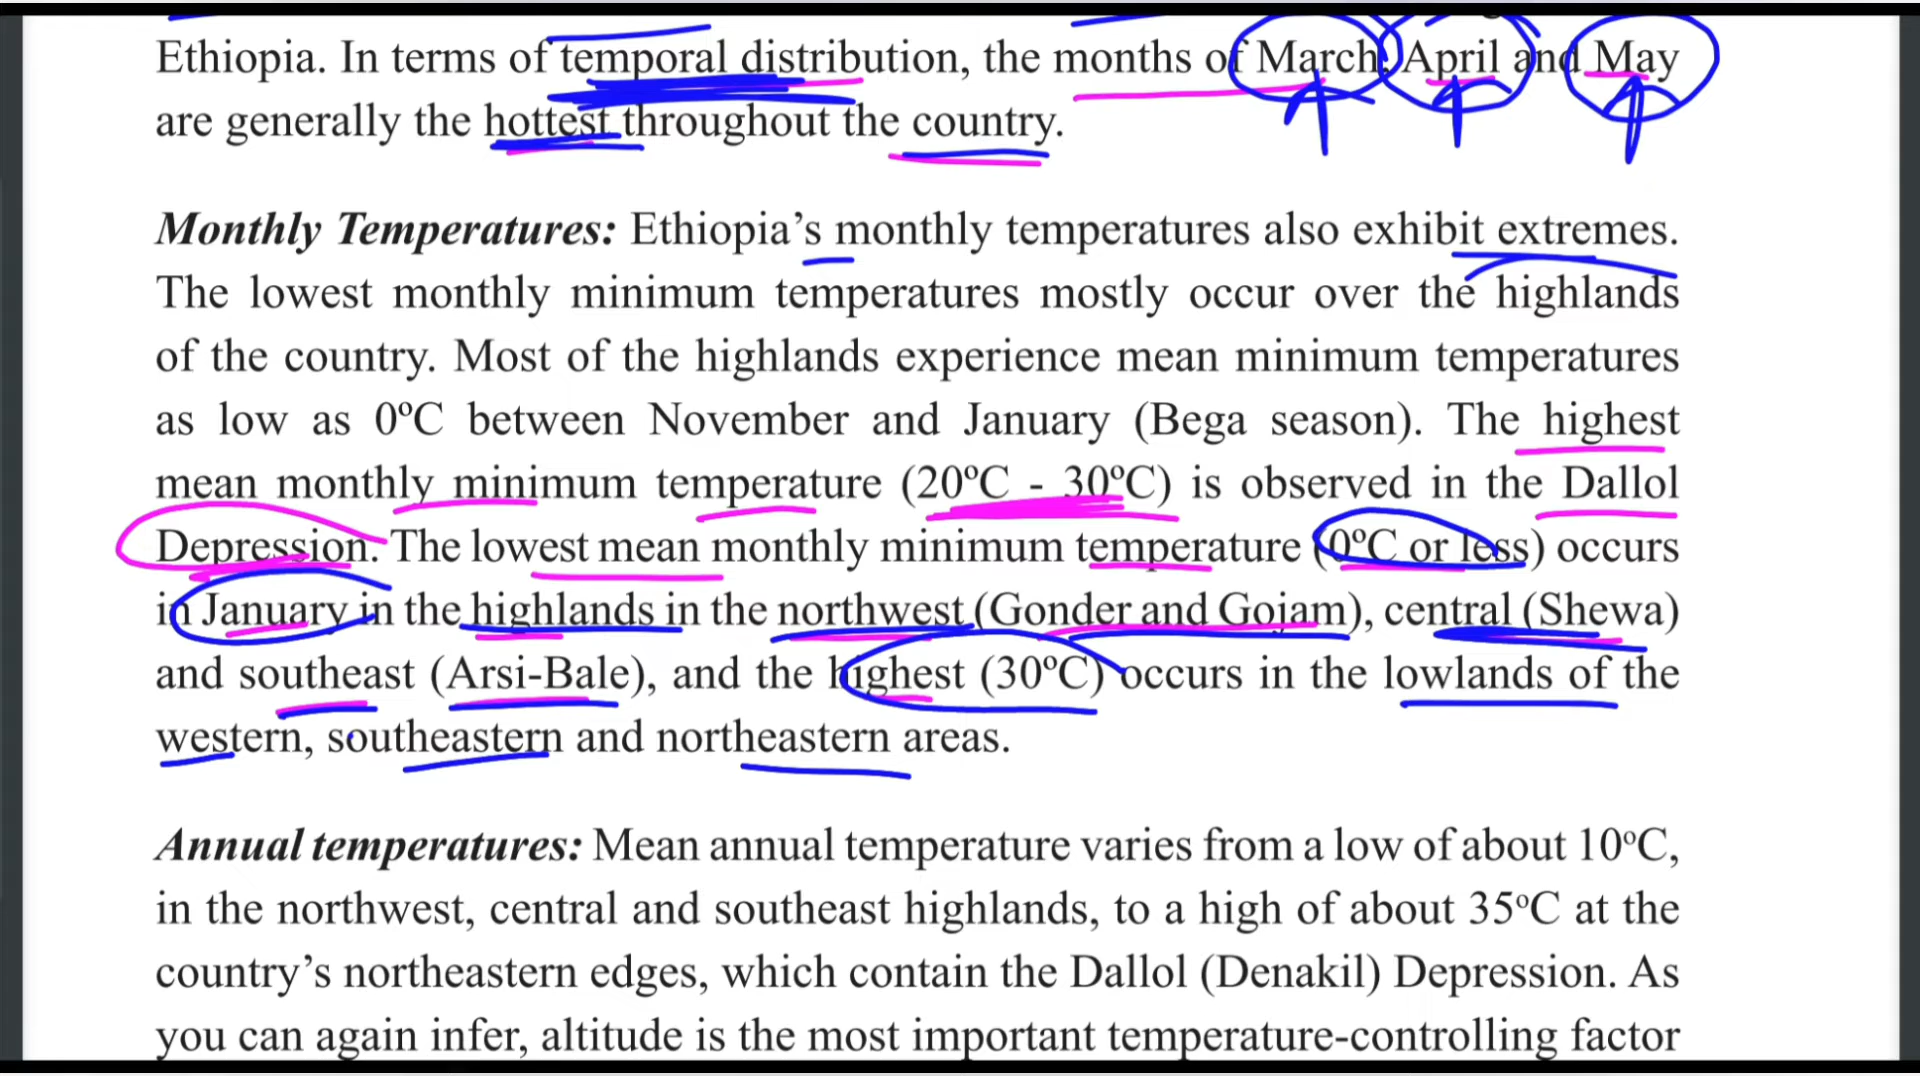 Ethiopia. In terms of temporal distribution, the months of March, April and May
are generally the hottest throughout the country.
Monthly Temperatures: Ethiopia’s monthly temperatures also exhibit extremes.
The lowest monthly minimum temperatures mostly occur over the highlands
of the country. Most of the highlands experience mean minimum temperatures
as low as 0ºC between November and January (Bega season). The highest
mean monthly minimum temperature (20ºC - 30ºC) is observed in the Dallol
Depression. The lowest mean monthly minimum temperature (0ºC or less) occurs
in January in the highlands in the northwest (Gonder and Gojam), central (Shewa)
and southeast (Arsi-Bale), and the highest (30ºC) occurs in the lowlands of the
western, southeastern and northeastern areas.
Annual temperatures: Mean annual temperature varies from a low of about 10ºC,
in the northwest, central and southeast highlands, to a high of about 35ºC at the
country’s northeastern edges, which contain the Dallol (Denakil) Depression. As
you can again infer, altitude is the most important temperature-controlling factor